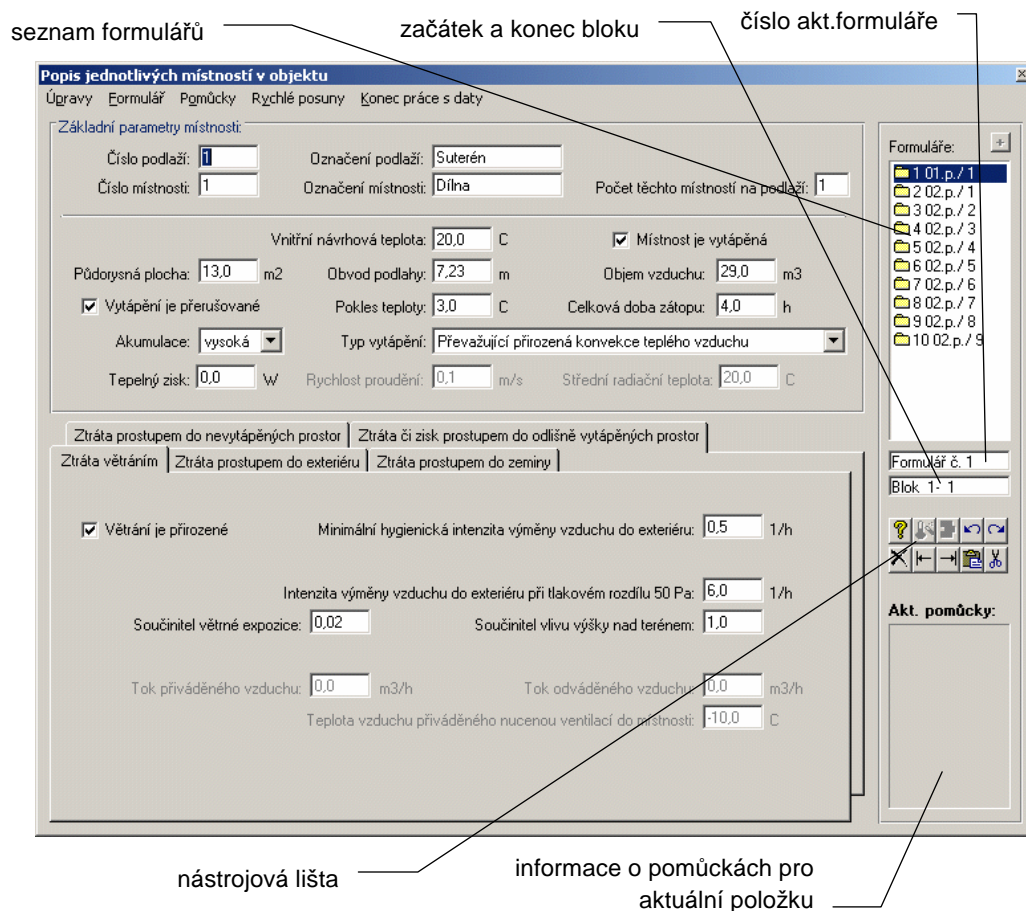 seznam formulářů
začátek a konec bloku
číslo akt.formuláře
Popis jednotlivých místností v objektu
Úpravy Formulář Pomůcky Rychlé posuny Konec práce s daty
Základní parametry místnosti:
Číslo podlaží: 1 Označení podlaží: Suterén
Číslo místnosti: 1 Označení místnosti: Dílna Počet těchto místností na podlaží: 1
Vnitřní návrhová teplota: 20,0 C Místnost je vytápěná
Půdorysná plocha: 13,0 m2 Obvod podlahy: 7,23 m Objem vzduchu: 29,0 m3
Vytápění je přerušované Pokles teploty: 3,0 C Celková doba zátopu: 4,0 h
Akumulace: vysoká Typ vytápění: Převažující přirozená konvekce teplého vzduchu
Tepelný zisk: 0,0 W Rychlost proudění: 0,1 m/s Střední radiační teplota: 20,0 C
Ztráta prostupem do nevytápěných prostor Ztráta či zisk prostupem do odlišně vytápěných prostor
Ztráta větráním Ztráta prostupem do exteriéru Ztráta prostupem do zeminy
Větrání je přirozené Minimální hygienická intenzita výměny vzduchu do exteriéru: 0,5 1/h
Intenzita výměny vzduchu do exteriéru při tlakovém rozdílu 50 Pa: 6,0 1/h
Součinitel větrné expozice: 0,02 Součinitel vlivu výšky nad terénem: 1,0
Tok přiváděného vzduchu: 0,0 m3/h Tok odváděného vzduchu: 0,0 m3/h
Teplota vzduchu přiváděného nucenou ventilací do místnosti: -10,0 C
Formuláře: +
1 01.p./ 1
2 02.p./ 1
3 02.p./ 2
4 02.p./ 3
5 02.p./ 4
6 02.p./ 5
7 02.p./ 6
8 02.p./ 7
9 02.p./ 8
10 02.p./ 9
Formulář č. 1
Blok 1- 1
Akt. pomůcky:
nástrojová lišta
informace o pomůckách pro
aktuální položku